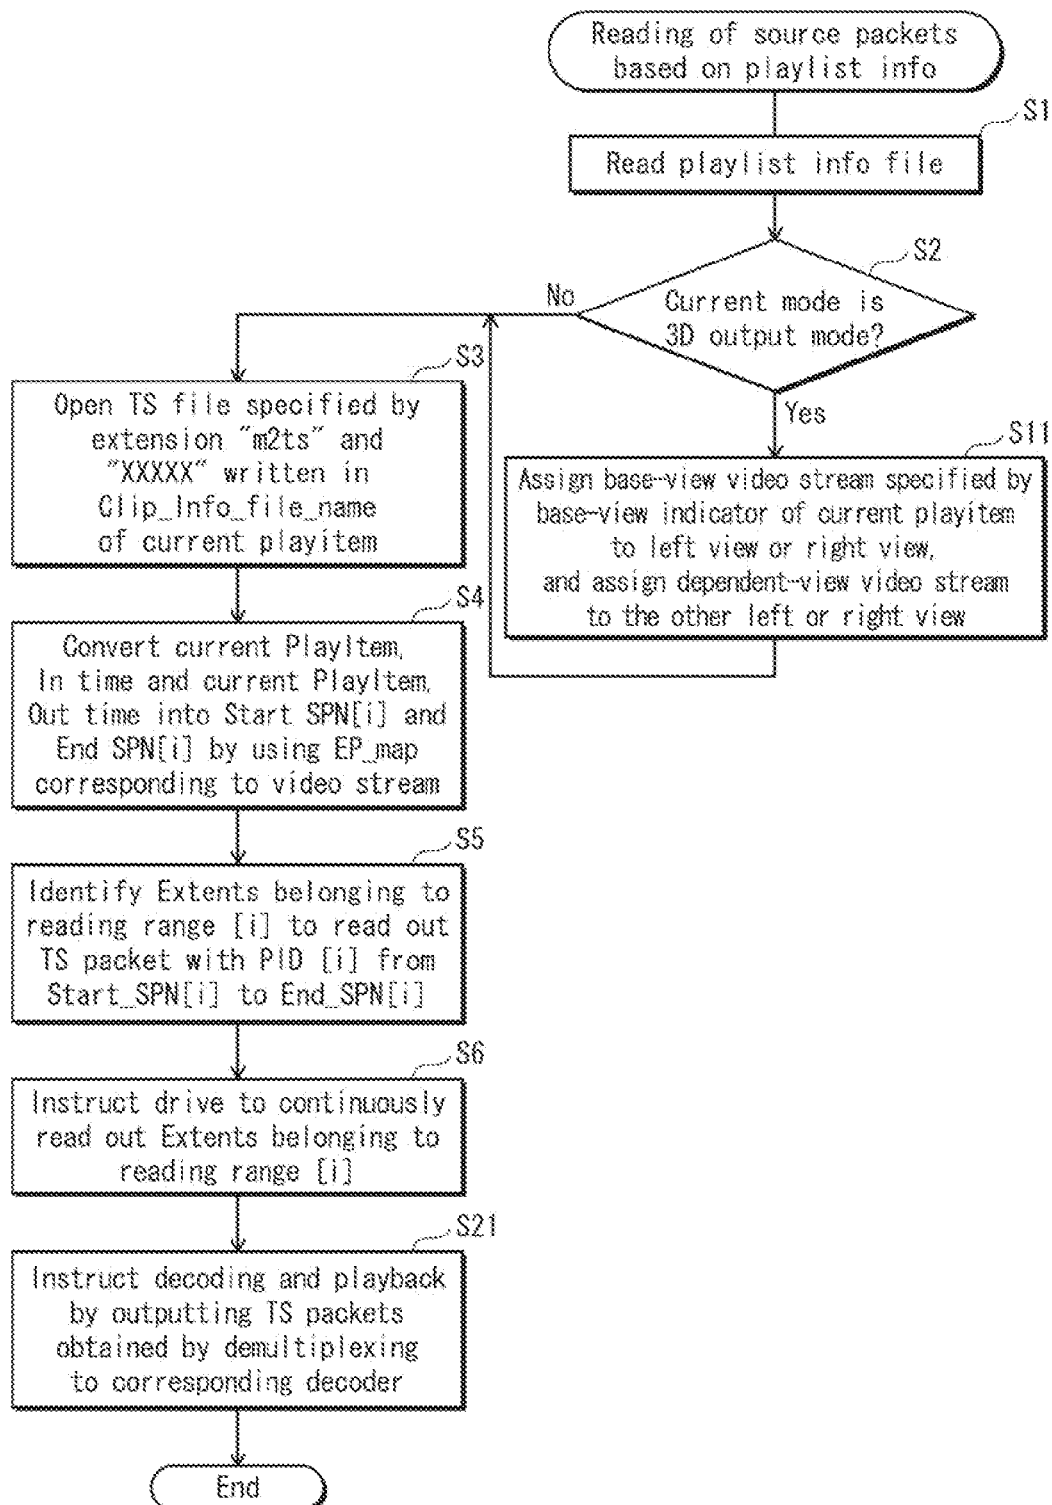 Reading of source packets
based on playlist info
S1
Read playlist info file
S2
Current mode is
3D output mode?
No
Yes
S3
Open TS file specified by
extension "m2ts" and
"XXXXX" written in
Clip_Info_file_name
of current playitem
S11
Assign base-view video stream specified by
base-view indicator of current playitem
to left view or right view,
and assign dependent-view video stream
to the other left or right view
S4
Convert current PlayItem,
In time and current PlayItem,
Out time into Start SPN[i] and
End SPN[i] by using EP_map
corresponding to video stream
S5
Identify Extents belonging to
reading range [i] to read out
TS packet with PID [i] from
Start_SPN[i] to End_SPN[i]
S6
Instruct drive to continuously
read out Extents belonging to
reading range [i]
S21
Instruct decoding and playback
by outputting TS packets
obtained by demultiplexing
to corresponding decoder
End